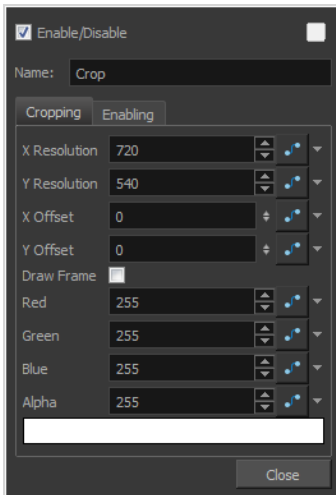 Enable/Disable
Name: Crop
Cropping Enabling
X Resolution 720
Y Resolution 540
X Offset 0
Y Offset 0
Draw Frame
Red 255
Green 255
Blue 255
Alpha 255
Close